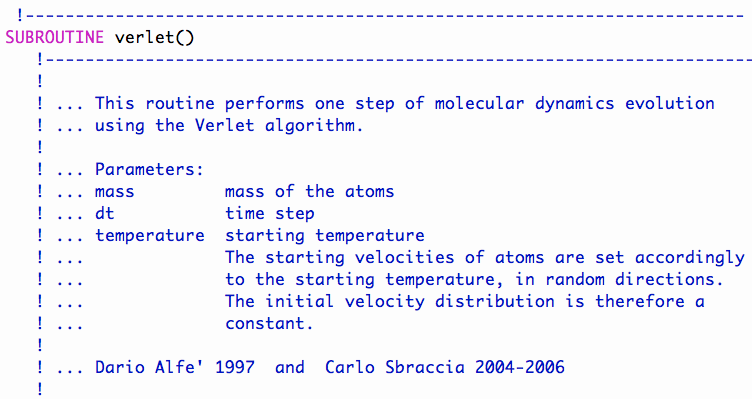 !------------------------------------------------------------------------
SUBROUTINE verlet()
!------------------------------------------------------------------------
!
! ... This routine performs one step of molecular dynamics evolution
! ... using the Verlet algorithm.
!
! ... Parameters:
! ... mass         mass of the atoms
! ... dt           time step
! ... temperature  starting temperature
! ...              The starting velocities of atoms are set accordingly
! ...              to the starting temperature, in random directions.
! ...              The initial velocity distribution is therefore a
! ...              constant.
!
! ... Dario Alfe' 1997  and  Carlo Sbraccia 2004-2006
!